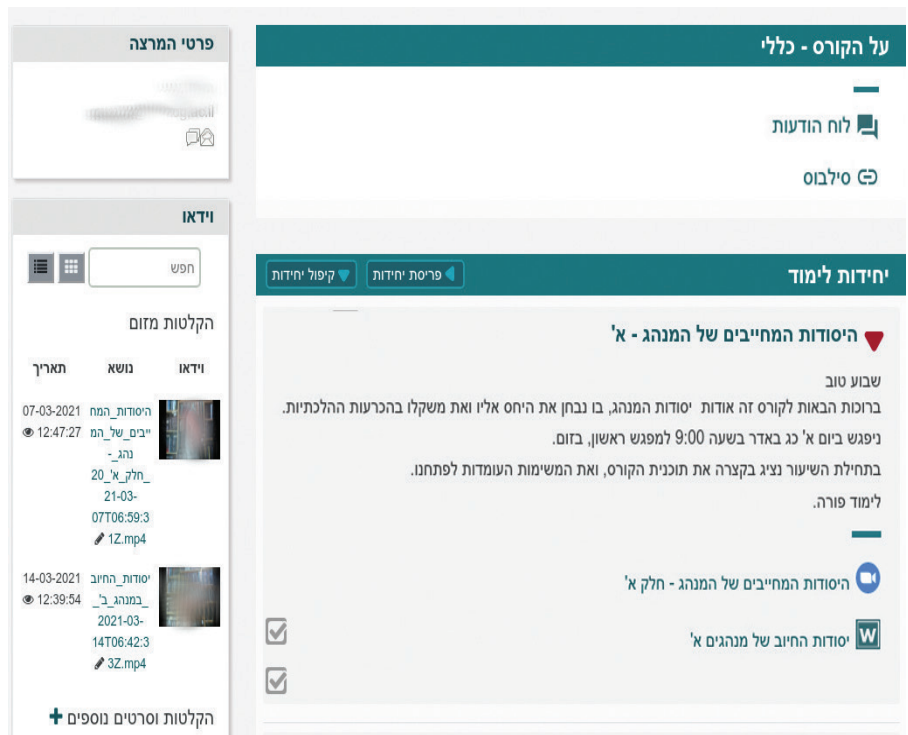 על הקורס - כללי
לוח הודעות
סילבוס
יחידות לימוד
פריסת יחידות
קיפול יחידות
היסודות המחייבים של המנהג - א'
שבוע טוב
ברוכות הבאות לקורס זה אודות יסודות המנהג, בו נבחן את היחס אליו ואת משקלו בהכרעות ההלכתיות.
ניפגש ביום א' כג באדר בשעה 9:00 למפגש ראשון, בזום.
בתחילת השיעור נציג בקצרה את תוכנית הקורס, ואת המשימות העומדות לפתחנו.
לימוד פורה.
היסודות המחייבים של המנהג - חלק א'
W יסודות החיוב של מנהגים א'
פרטי המרצה
וידאו
חפש
הקלטות מזום
וידאו נושא תאריך
היסודות_המח 07-03-2021
ייבים_של_המ 12:47:27
נהג_-
_חלק_א'_20
21-03-
07T06:59:3
1Z.mp4
יסודות_החיוב 14-03-2021
_במנהג_ב'_ 12:39:54
2021-03-
14T06:42:3
3Z.mp4
הקלטות וסרטים נוספים +